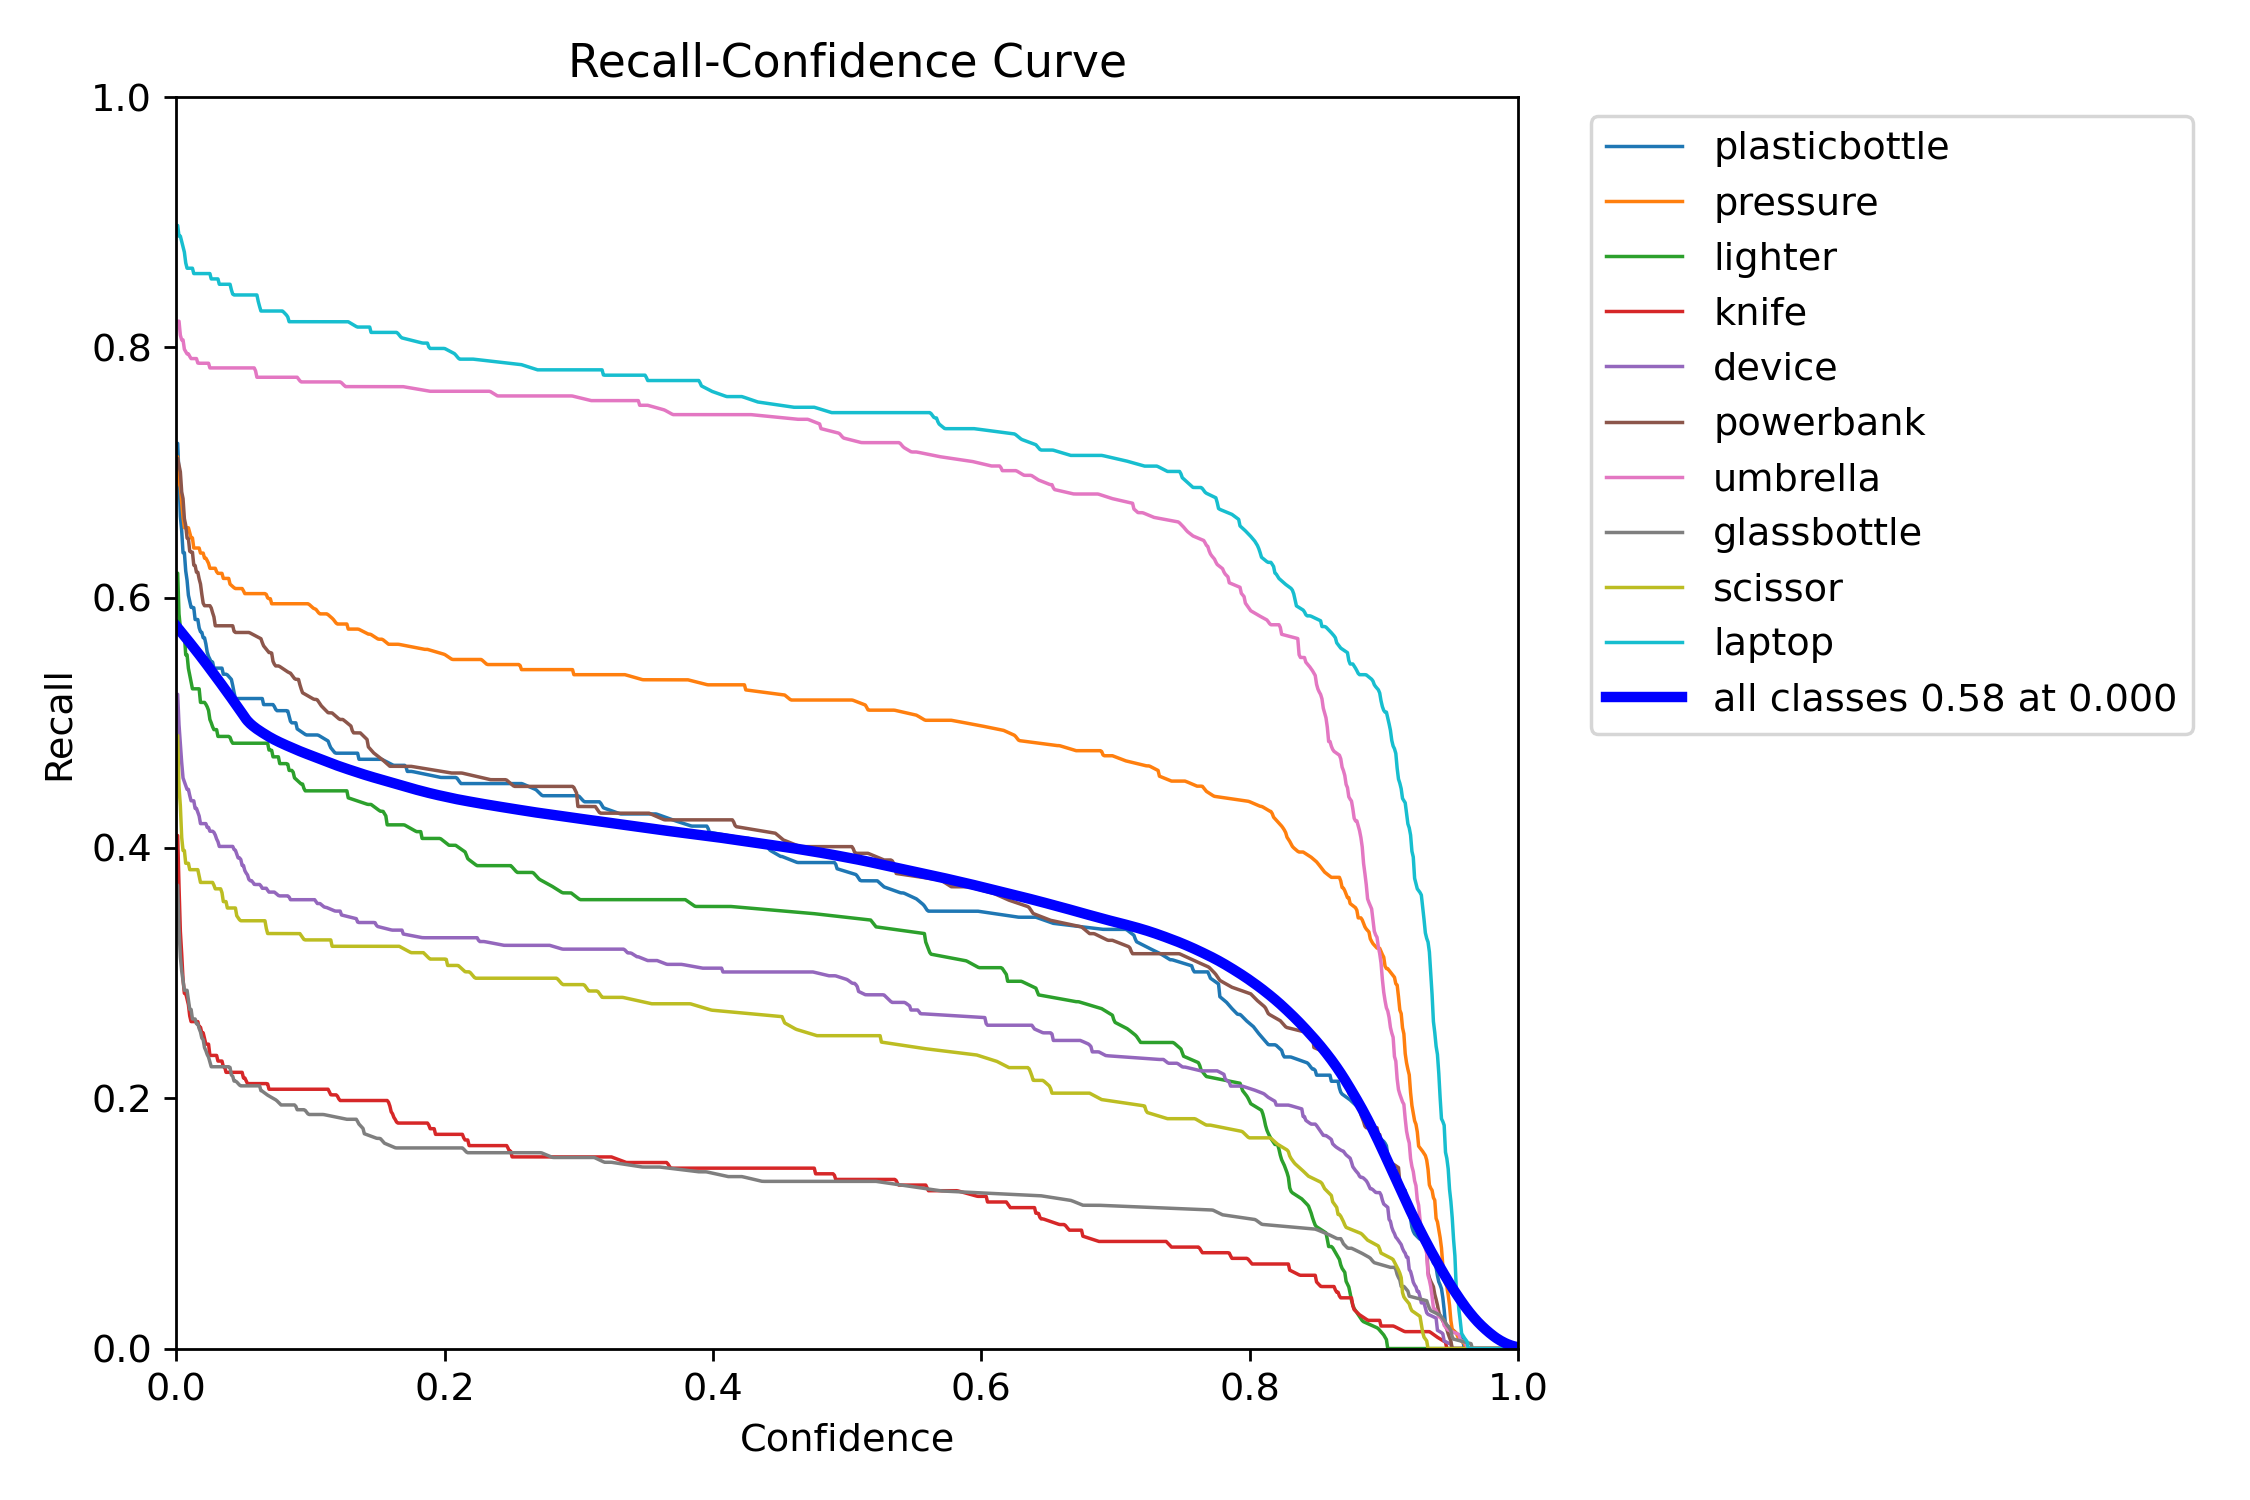 Recall-Confidence Curve
1.0
0.8
0.6
0.4
0.2
0.0
Recall
0.0 0.2 0.4 0.6 0.8 1.0
Confidence
plasticbottle
pressure
lighter
knife
device
powerbank
umbrella
glassbottle
scissor
laptop
all classes 0.58 at 0.000